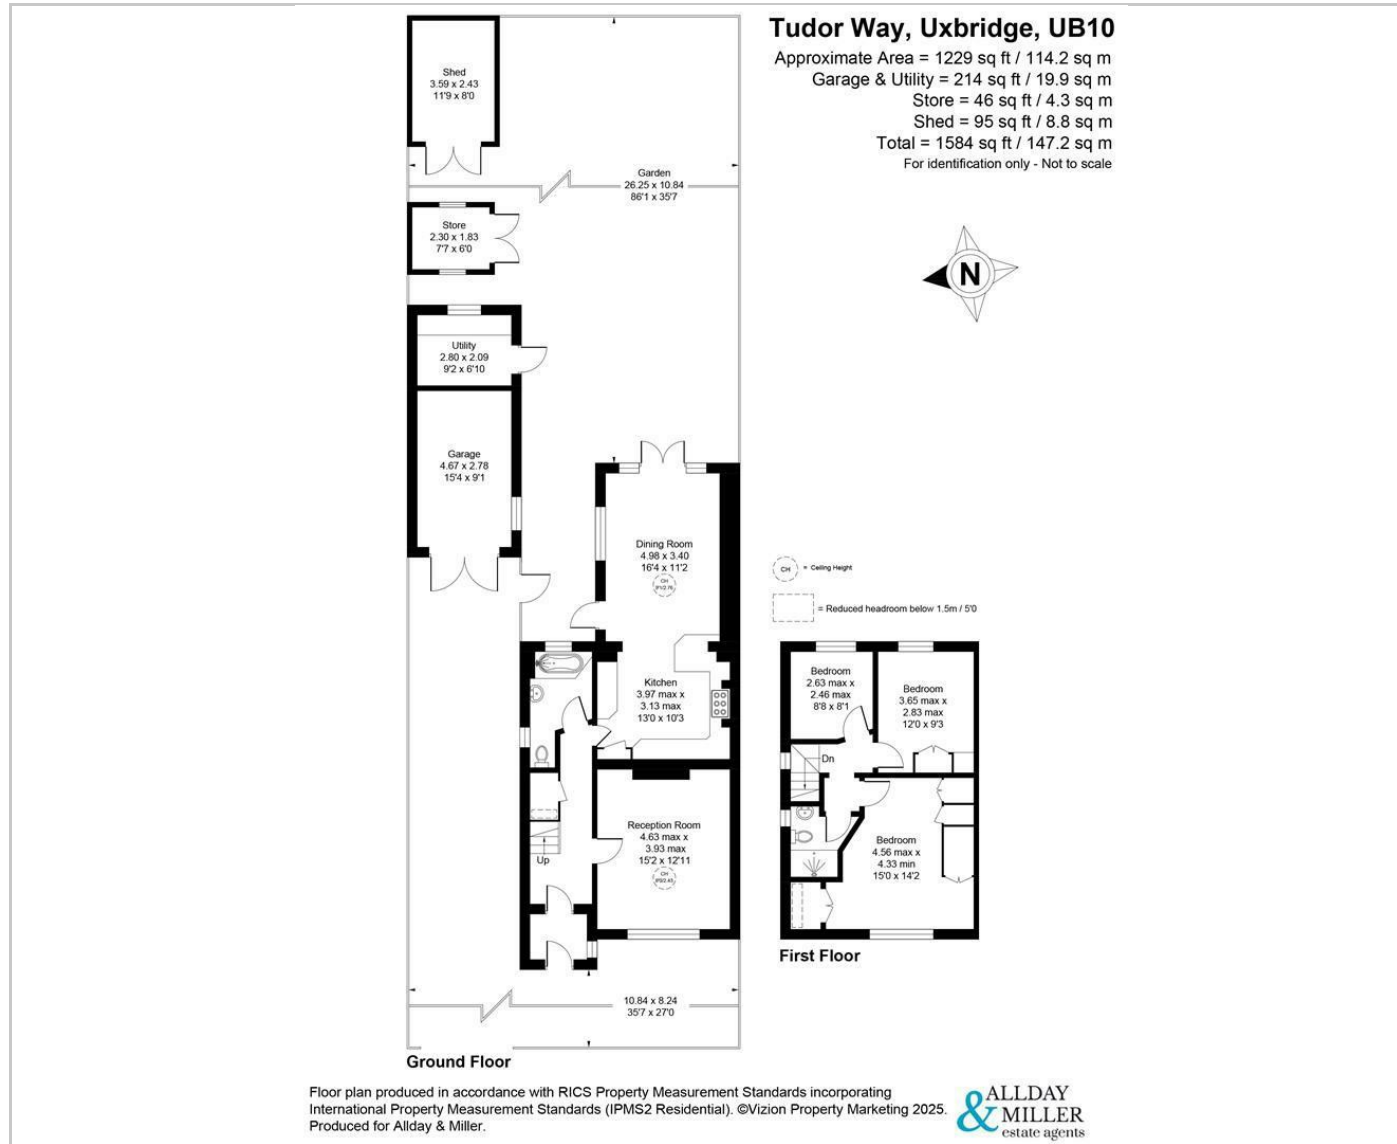 Tudor Way, Uxbridge, UB10
Approximate Area = 1229 sq ft / 114.2 sq m
Garage & Utility = 214 sq ft / 19.9 sq m
Store = 46 sq ft / 4.3 sq m
Shed = 95 sq ft / 8.8 sq m
Total = 1584 sq ft / 147.2 sq m
For identification only - Not to scale
Shed
3.59 x 2.43
11'9 x 8'0
Garden
26.25 x 10.84
86'1 x 35'7
Store
2.30 x 1.83
7'7 x 6'0
N
Utility
2.80 x 2.09
9'2 x 6'10
Garage
4.67 x 2.78
15'4 x 9'1
Dining Room
4.98 x 3.40
16'4 x 11'2
CH
CH
= Ceiling Height
= Reduced headroom below 1.5m / 5'0
Kitchen
3.97 max x
3.13 max
13'0 x 10'3
Reception Room
4.63 max x
3.93 max
15'2 x 12'11
CH
Up
10.84 x 8.24
35'7 x 27'0
Ground Floor
Bedroom
2.63 max x
2.46 max
8'8 x 8'1
Bedroom
3.65 max x
2.83 max
12'0 x 9'3
Dn
Bedroom
4.56 max x
4.33 min
15'0 x 14'2
First Floor
Floor plan produced in accordance with RICS Property Measurement Standards incorporating
International Property Measurement Standards (IPMS2 Residential). ©Vizion Property Marketing 2025.
Produced for Allday & Miller.
ALLDAY
& MILLER
estate agents